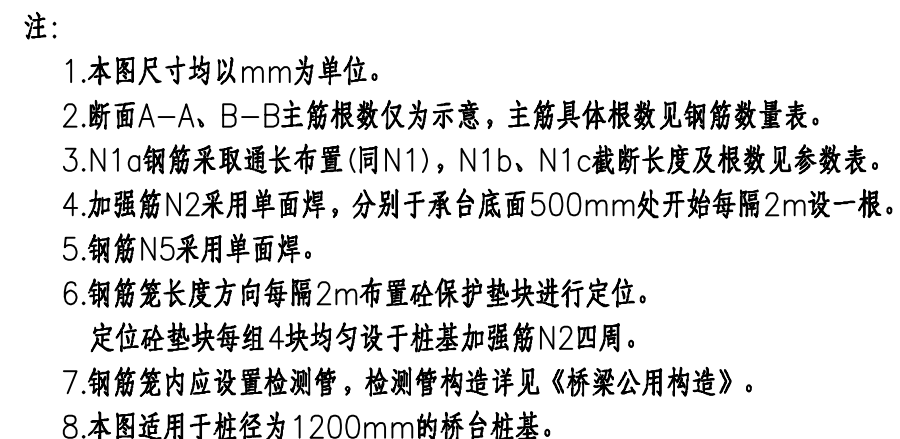 注：
1.本图尺寸均以mm为单位。
2.断面A-A、B-B主筋根数仅为示意，主筋具体根数见钢筋数量表。
3.N1a钢筋采取通长布置(同N1)，N1b、N1c截断长度及根数见参数表。
4.加强筋N2采用单面焊，分别于承台底面500mm处开始每隔2m设一根。
5.钢筋N5采用单面焊。
6.钢筋笼长度方向每隔2m布置砼保护垫块进行定位。
定位砼垫块每组4块均匀设于桩基加强筋N2四周。
7.钢筋笼内应设置检测管，检测管构造详见《桥梁公用构造》。
8.本图适用于桩径为1200mm的桥台桩基。